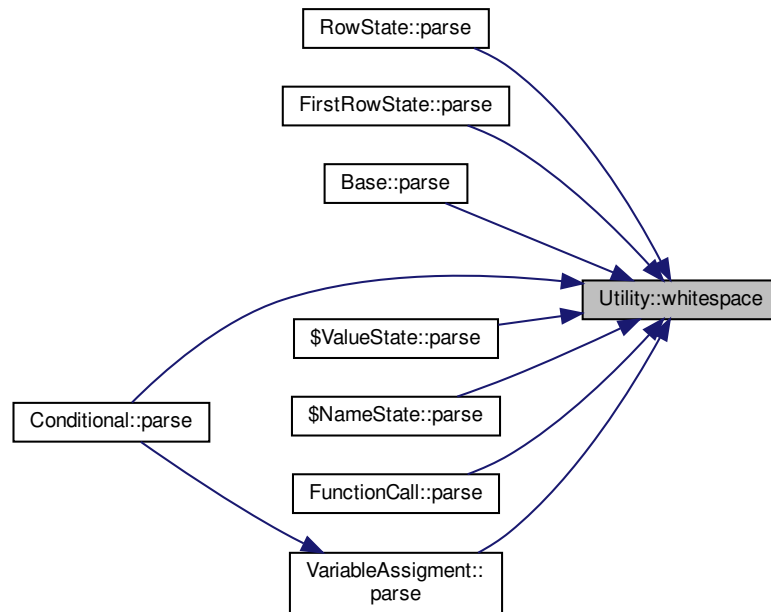 RowState::parse
FirstRowState::parse
Base::parse
Utility::whitespace
$ValueState::parse
Conditional::parse
$NameState::parse
FunctionCall::parse
VariableAssigment::
parse